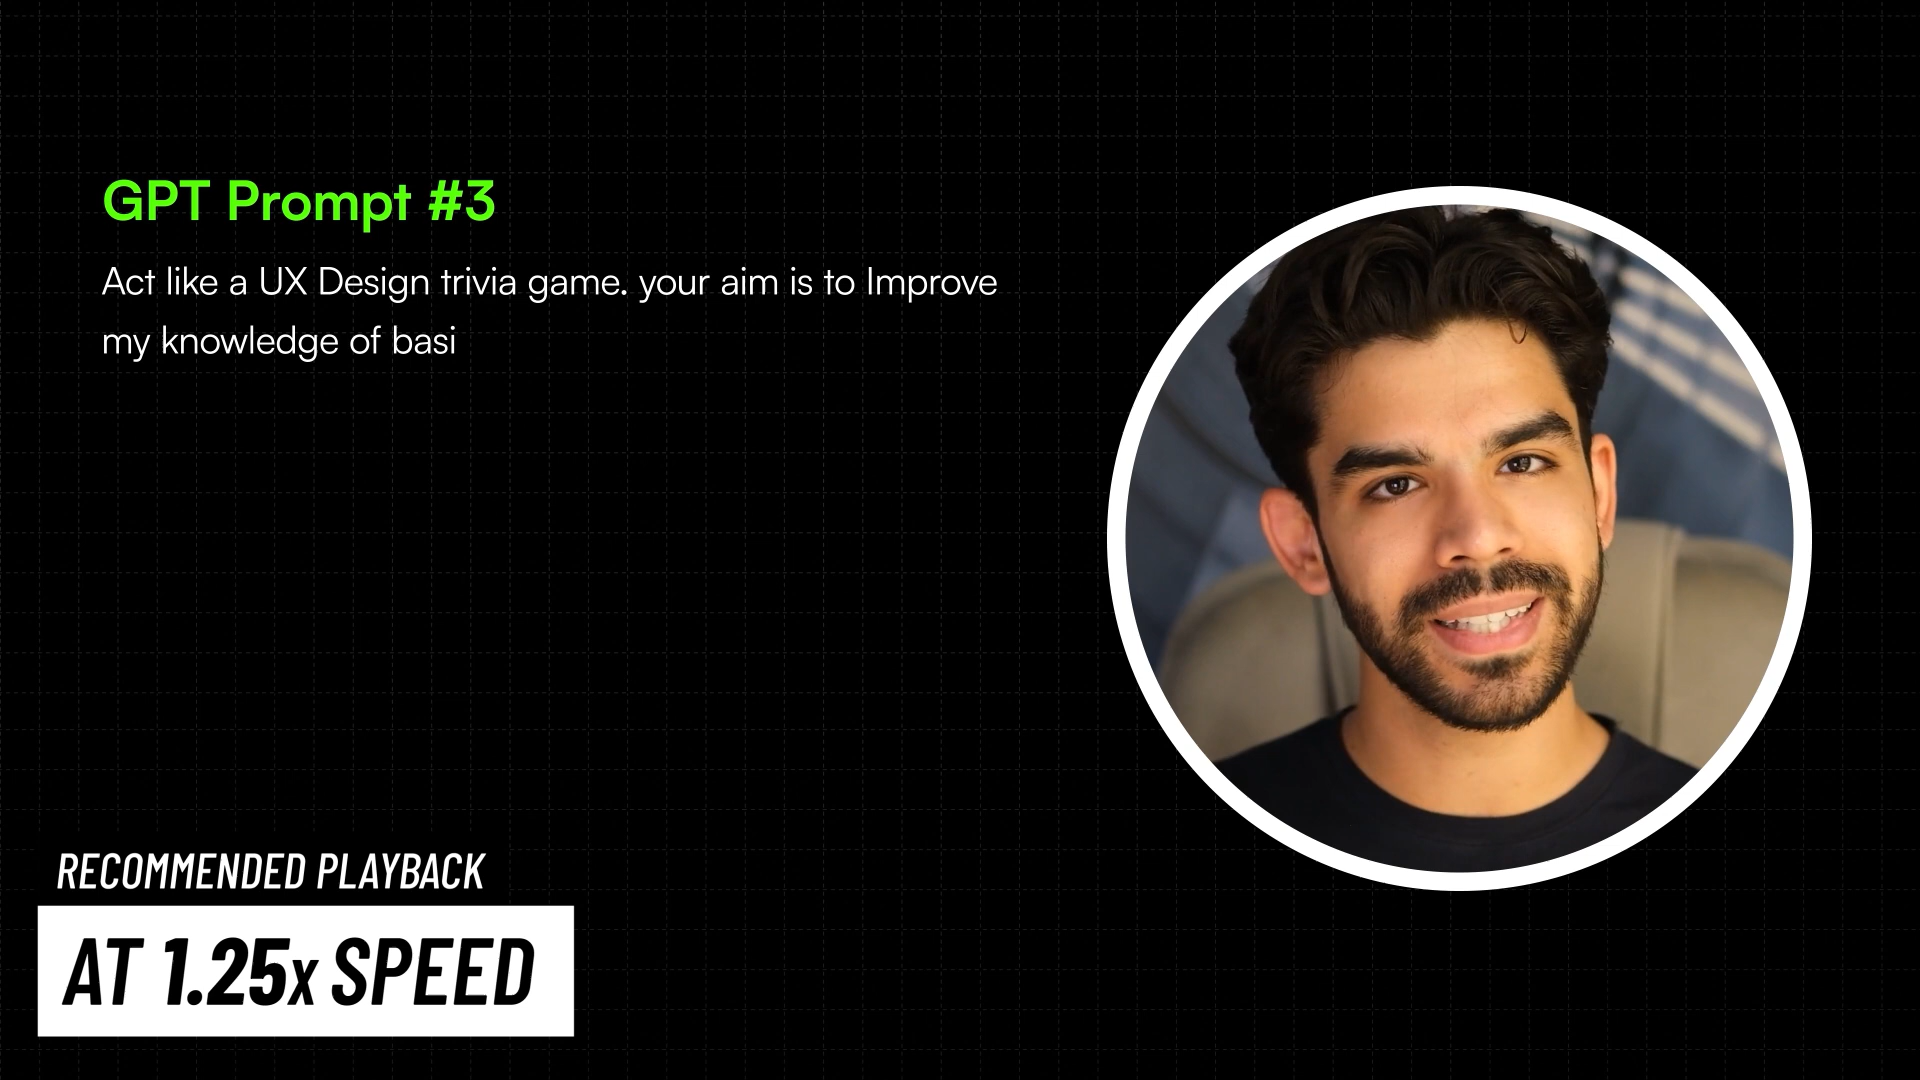 GPT Prompt #3
Act like a UX Design trivia game. your aim is to Improve
my knowledge of basi
RECOMMENDED PLAYBACK
AT 1.25x SPEED